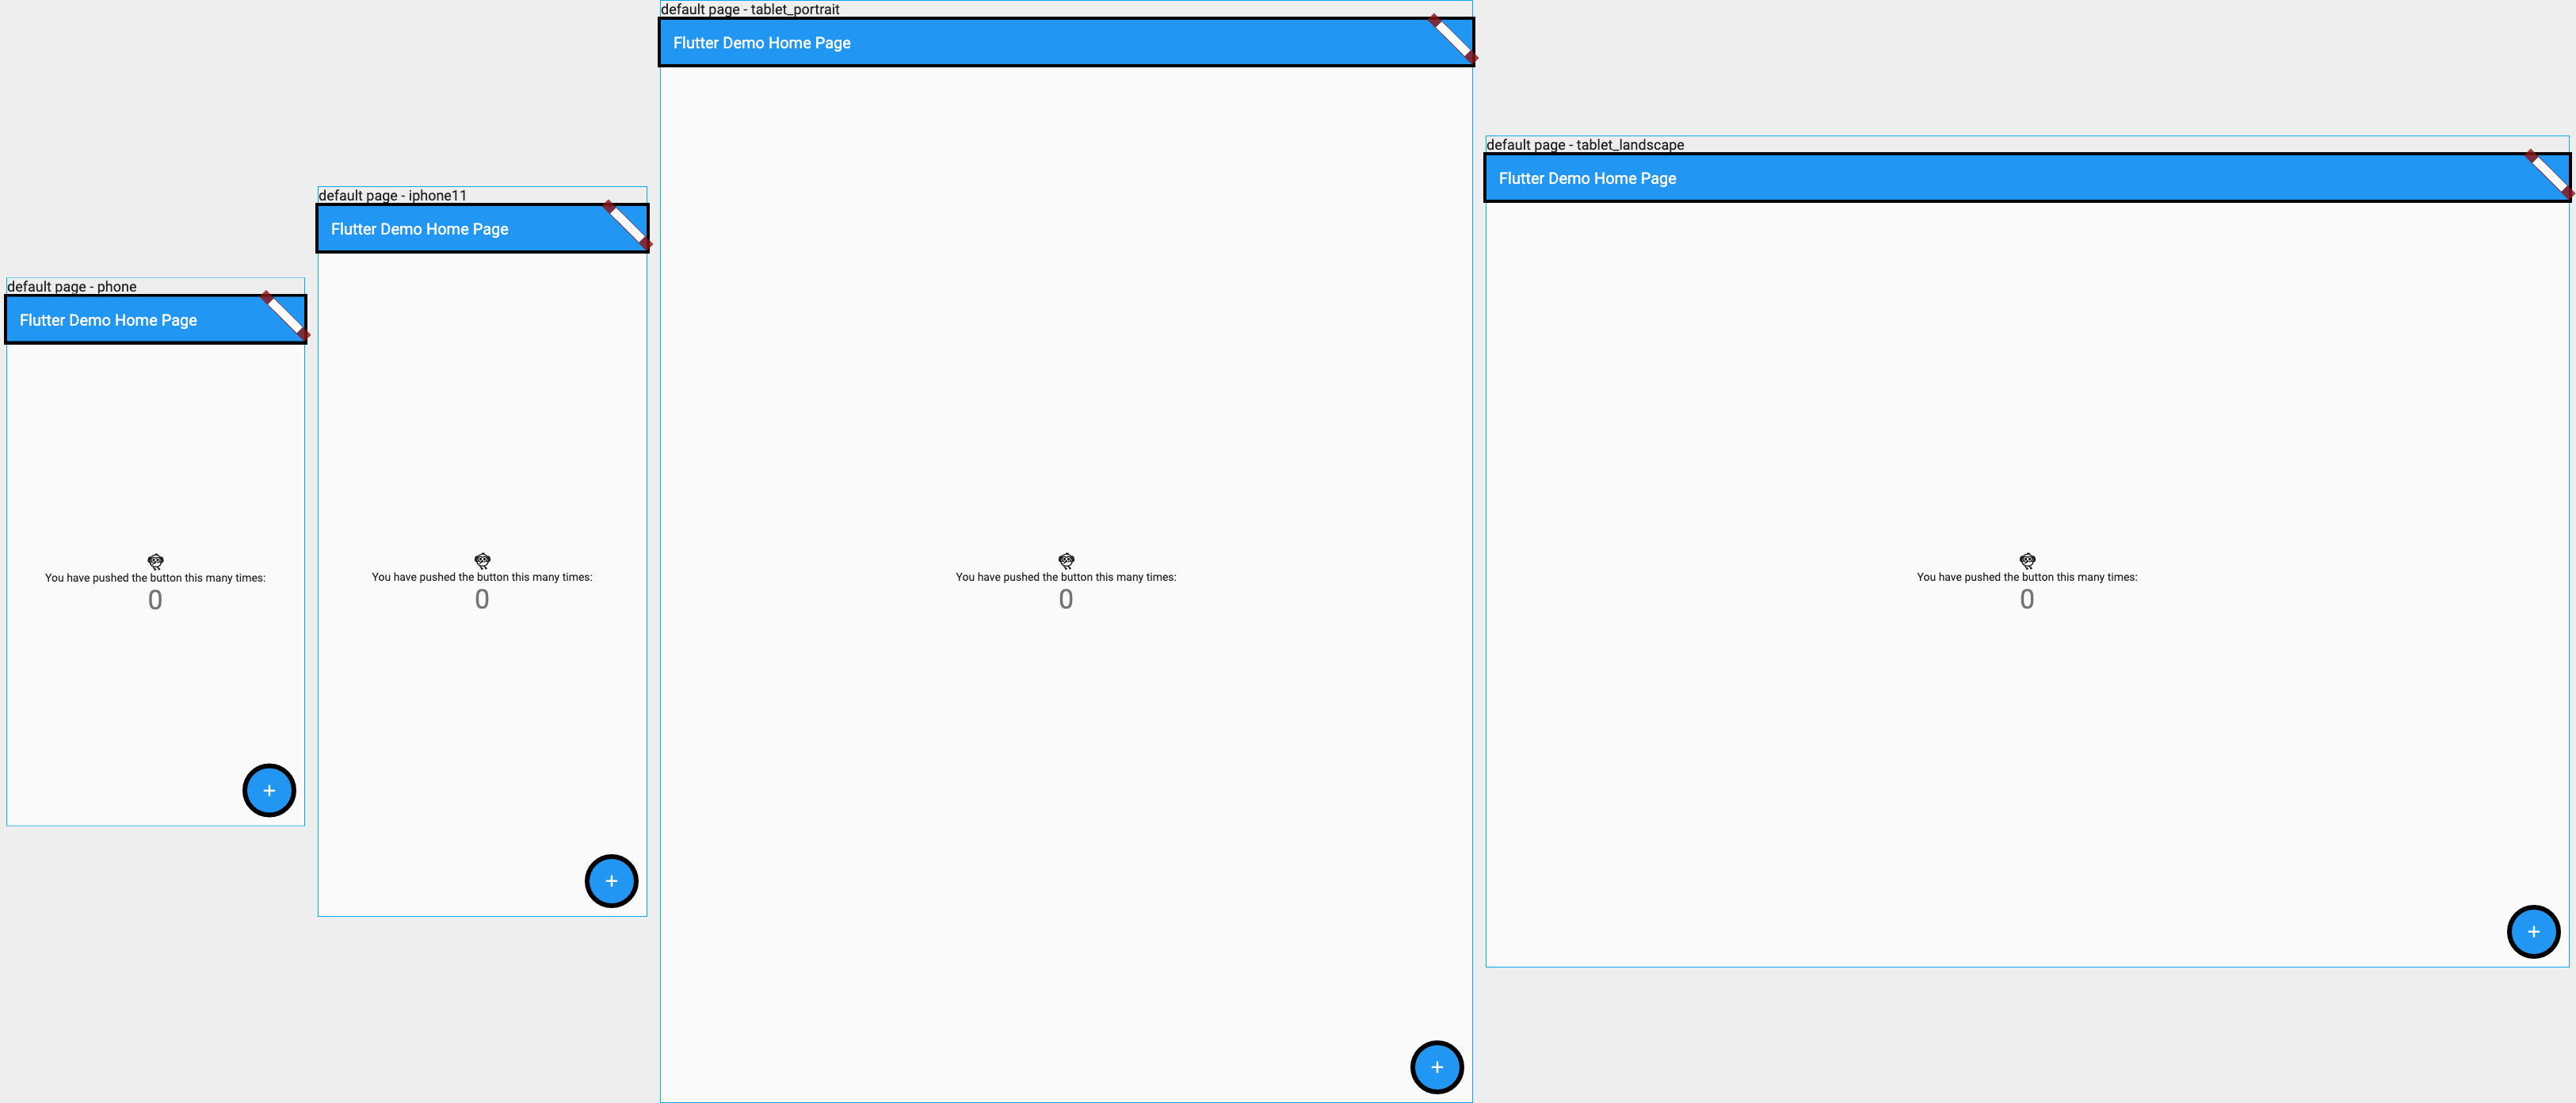 default page - phone
Flutter Demo Home Page
You have pushed the button this many times:
0
+
default page - iphone11
Flutter Demo Home Page
You have pushed the button this many times:
0
+
default page - tablet_portrait
Flutter Demo Home Page
You have pushed the button this many times:
0
+
default page - tablet_landscape
Flutter Demo Home Page
You have pushed the button this many times:
0
+